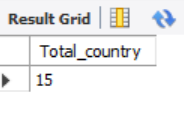 Result Grid
Total_country
15